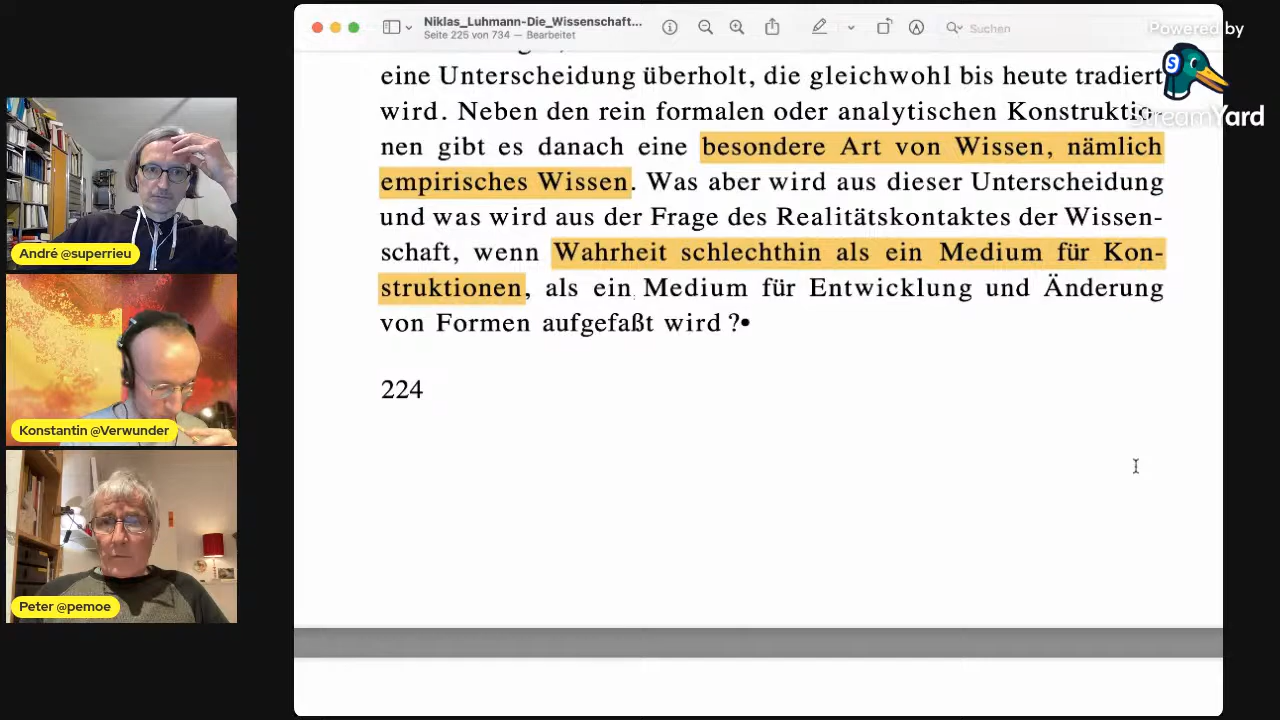 Niklas_Luhmann-Die_Wissenschaft...
Seite 225 von 734 — Bearbeitet
Suchen
Powered by
StreamYard
eine Unterscheidung überholt, die gleichwohl bis heute tradiert
wird. Neben den rein formalen oder analytischen Konstruktio-
nen gibt es danach eine besondere Art von Wissen, nämlich
empirisches Wissen. Was aber wird aus dieser Unterscheidung
und was wird aus der Frage des Realitätskontaktes der Wissen-
schaft, wenn Wahrheit schlechthin als ein Medium für Kon-
struktionen, als ein Medium für Entwicklung und Änderung
von Formen aufgefaßt wird ?•
224
André @superrieu
Konstantin @Verwunder
Peter @pemoe